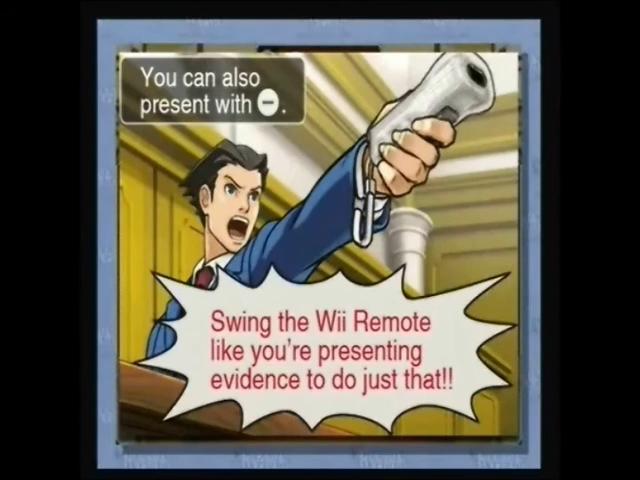 You can also
present with ⊖.
Swing the Wii Remote
like you're presenting
evidence to do just that!!